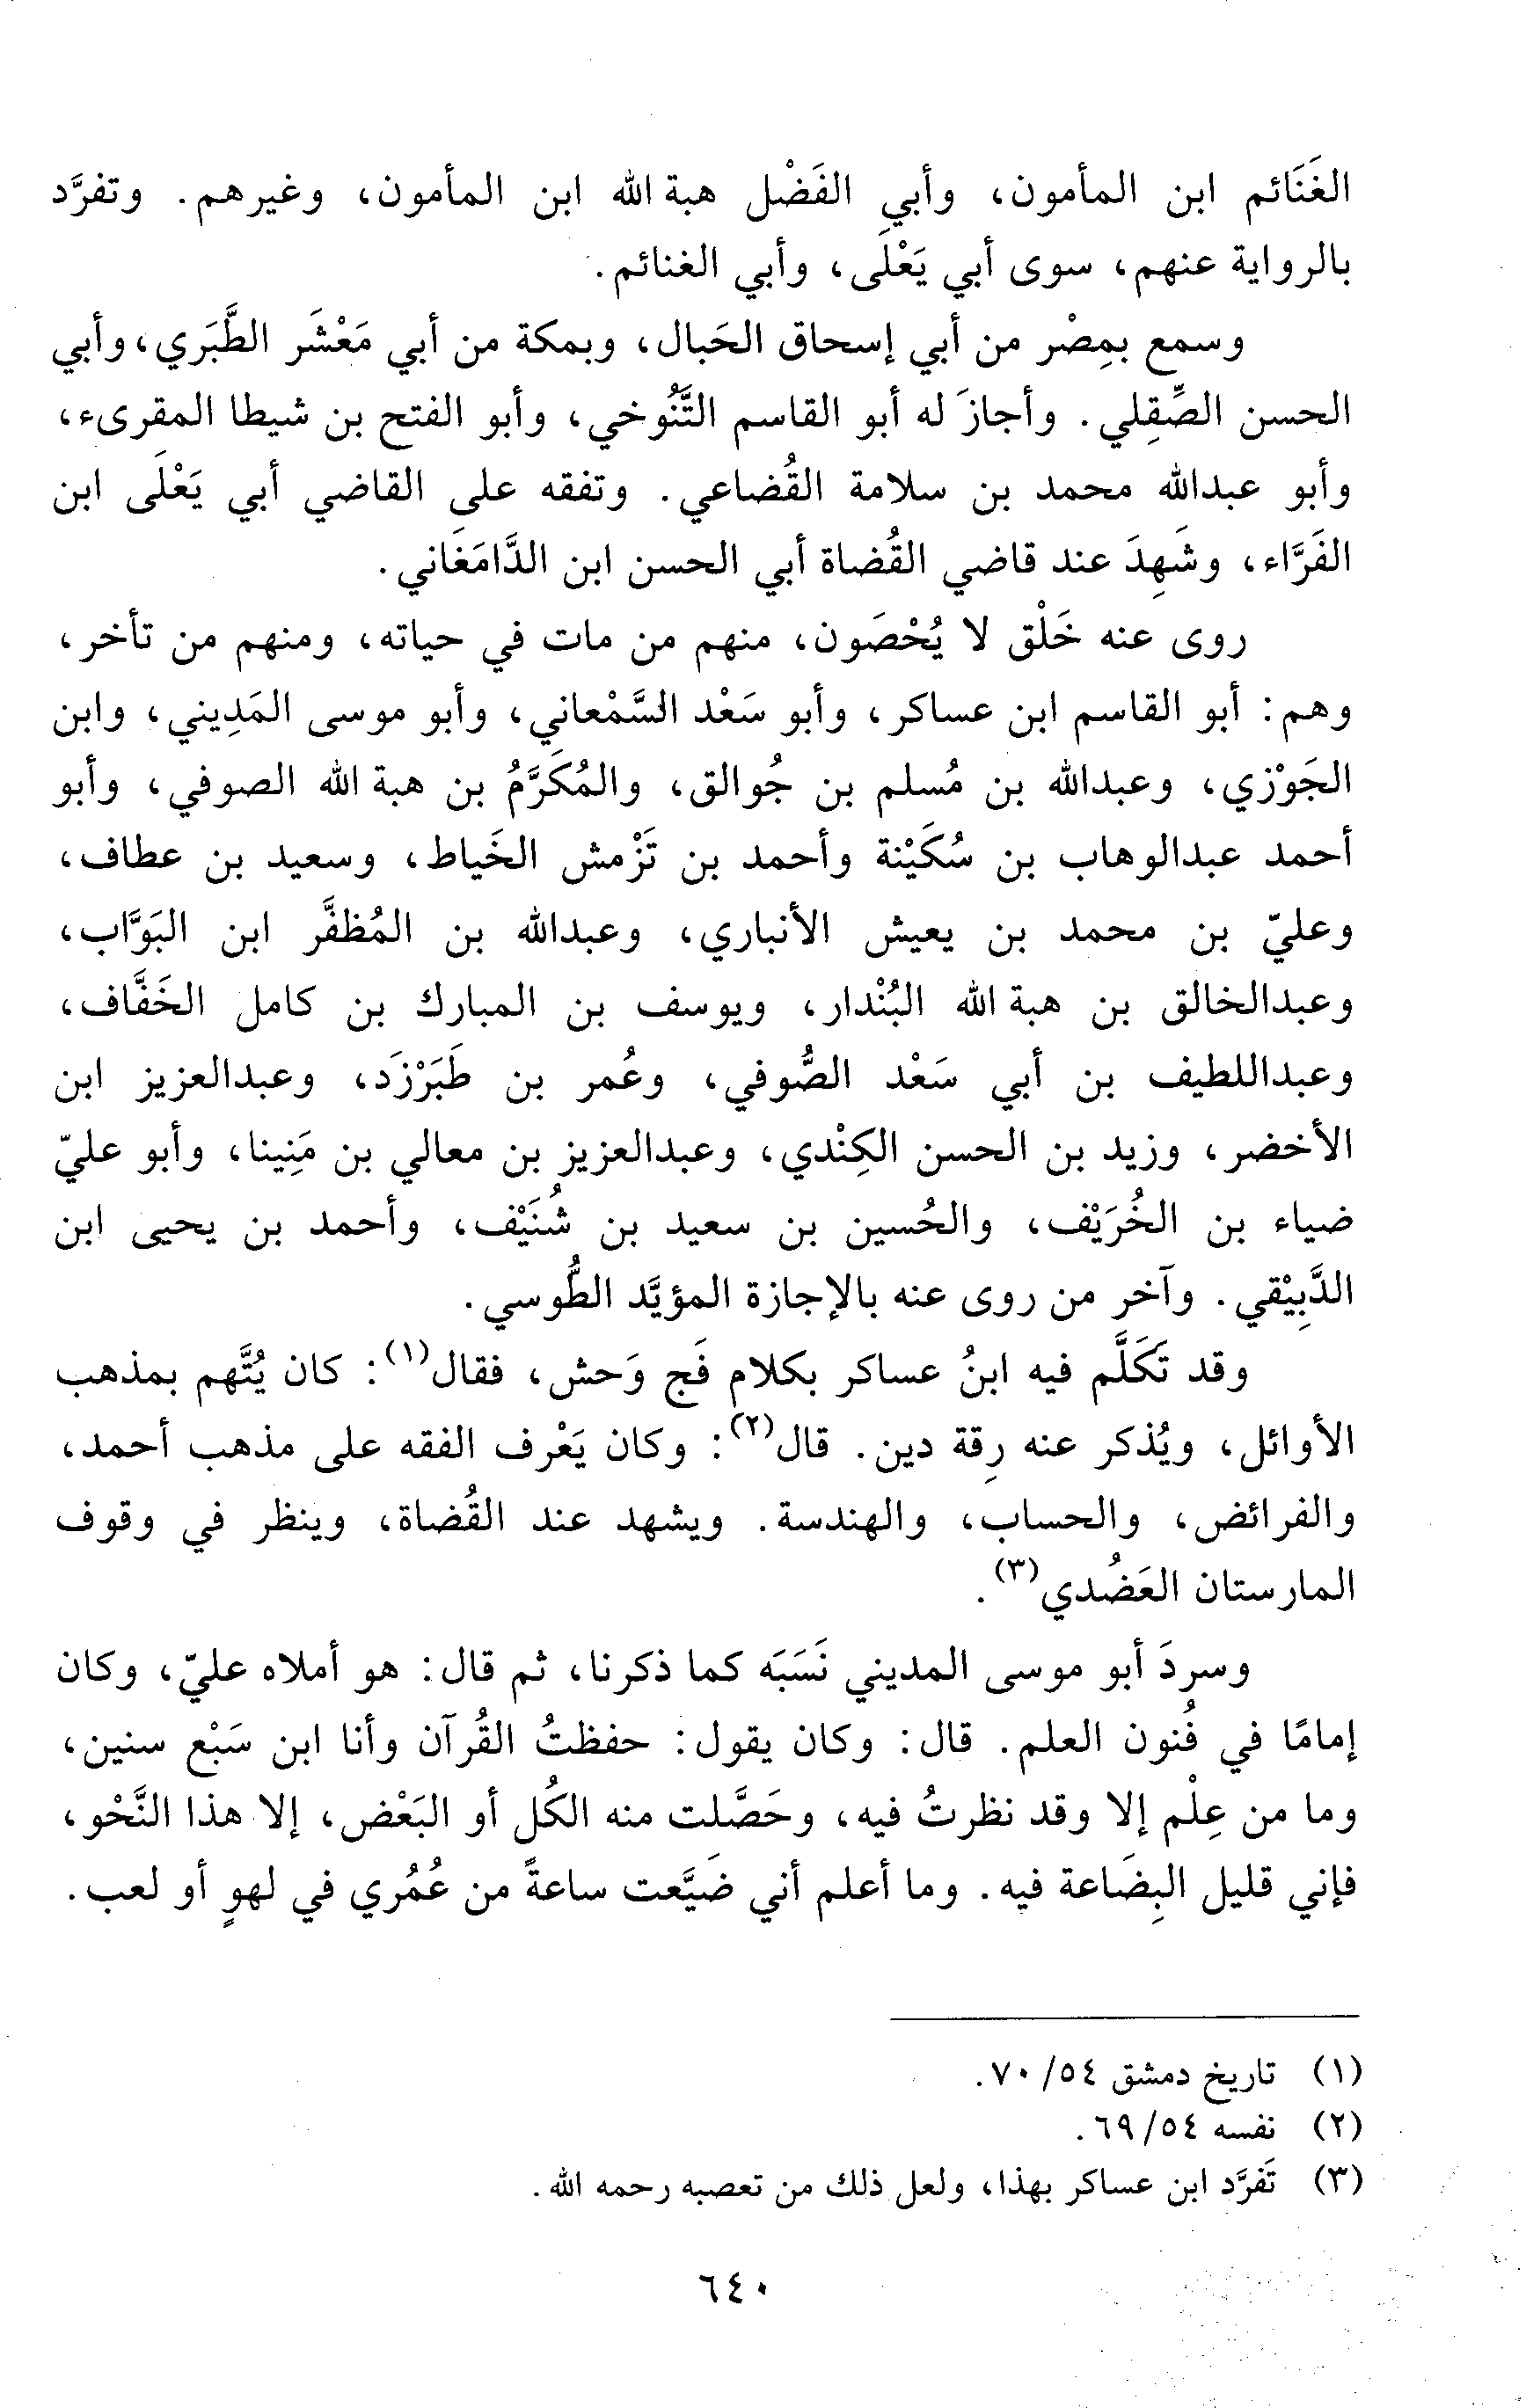 الغَنَائم ابن المأمون، وأبي الفَضْل هبة الله ابن المأمون، وغيرهم. وتفرَّد
بالرواية عنهم، سوى أبي يَعْلَى، وأبي الغنائم.
وسمع بمِصْر من أبي إسحاق الحَبال، وبمكة من أبي مَعْشَر الطَّبَري، وأبي
الحسن الصِّقِلي. وأجازَ له أبو القاسم التَّنُوخي، وأبو الفتح بن شيطا المقرىء،
وأبو عبدالله محمد بن سلامة القُضاعي. وتفقه على القاضي أبي يَعْلَى ابن
الفَرَّاء، وشَهِدَ عند قاضي القُضاة أبي الحسن ابن الدَّامَغَاني.
روى عنه خَلْق لا يُحْصَون، منهم من مات في حياته، ومنهم من تأخر،
وهم: أبو القاسم ابن عساكر، وأبو سَعْد السَّمْعاني، وأبو موسى المَدِيني، وابن
الجَوْزي، وعبدالله بن مُسلم بن جُوالق، والمُكَرَّمُ بن هبة الله الصوفي، وأبو
أحمد عبدالوهاب بن سُكَيْنة وأحمد بن تَزْمش الخَياط، وسعيد بن عطاف،
وعليّ بن محمد بن يعيش الأنباري، وعبدالله بن المُظفَّر ابن البَوَّاب،
وعبدالخالق بن هبة الله البُنْدار، ويوسف بن المبارك بن كامل الخَفَّاف،
وعبداللطيف بن أبي سَعْد الصُّوفي، وعُمر بن طَبَرْزَد، وعبدالعزيز ابن
الأخضر، وزيد بن الحسن الكِنْدي، وعبدالعزيز بن معالي بن مَنِينا، وأبو عليّ
ضياء بن الخُرَيْف، والحُسين بن سعيد بن شُنَيْف، وأحمد بن يحيى ابن
الدَّبِيْقي. وآخر من روى عنه بالإجازة المؤيَّد الطُّوسي.
وقد تَكَلَّم فيه ابنُ عساكر بكلام فَج وَحش، فقال(١): كان يُتَّهم بمذهب
الأوائل، ويُذكر عنه رِقة دين. قال(٢): وكان يَعْرف الفقه على مذهب أحمد،
والفرائض، والحساب، والهندسة. ويشهد عند القُضاة، وينظر في وقوف
المارستان العَضُدي(٣).
وسردَ أبو موسى المديني نَسَبَه كما ذكرنا، ثم قال: هو أملاه عليّ، وكان
إمامًا في فُنون العلم. قال: وكان يقول: حفظتُ القُرآن وأنا ابن سَبْع سنين،
وما من عِلْم إلا وقد نظرتُ فيه، وحَصَّلت منه الكُل أو البَعْض، إلا هذا النَّحْو،
فإني قليل البِضَاعة فيه. وما أعلم أني ضَيَّعت ساعةً من عُمُري في لهوٍ أو لعب.
(١) تاريخ دمشق ٥٤/ ٧٠.
(٢) نفسه ٥٤/ ٦٩.
(٣) تَفرَّد ابن عساكر بهذا، ولعل ذلك من تعصبه رحمه الله.
٦٤٠